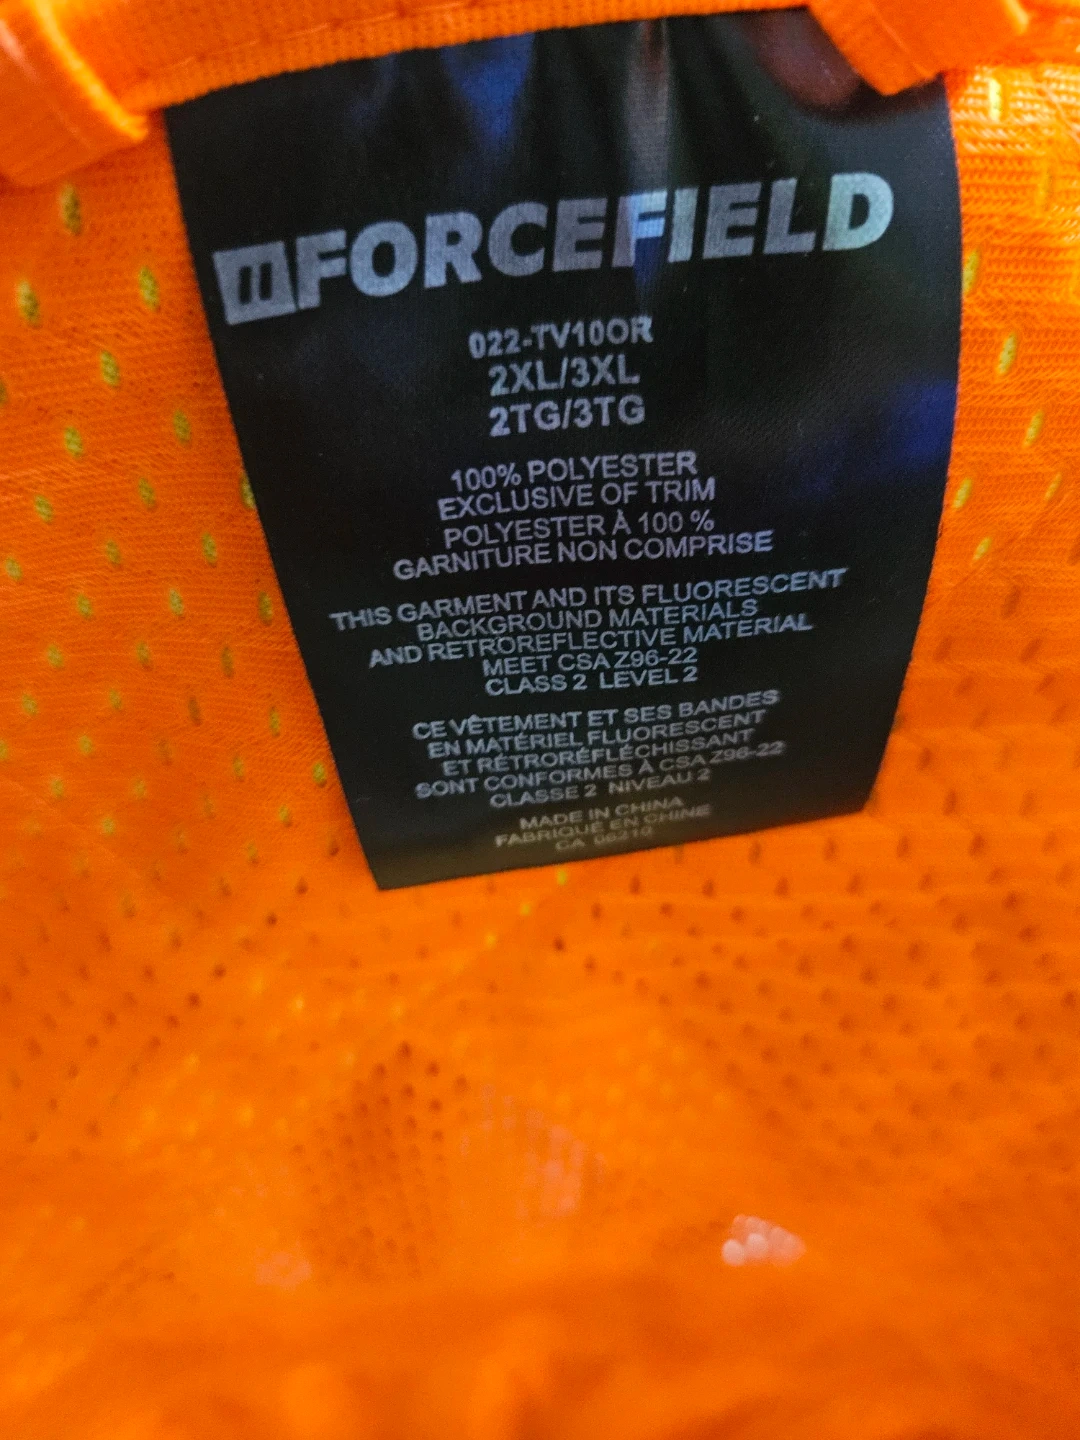 FORCEFIELD
022-TV10OR
2XL/3XL
2TG/3TG
100% POLYESTER
EXCLUSIVE OF TRIM
POLYESTER À 100 %
GARNITURE NON COMPRISE
THIS GARMENT AND ITS FLUORESCENT
BACKGROUND MATERIALS
AND RETROREFLECTIVE MATERIAL
MEET CSA Z96-22
CLASS 2 LEVEL 2
CE VÊTEMENT ET SES BANDES
EN MATÉRIEL FLUORESCENT
ET RÉTRORÉFLÉCHISSANT
SONT CONFORMES À CSA Z96-22
CLASSE 2 NIVEAU 2
MADE IN CHINA
FABRIQUÉ EN CHINE
CA